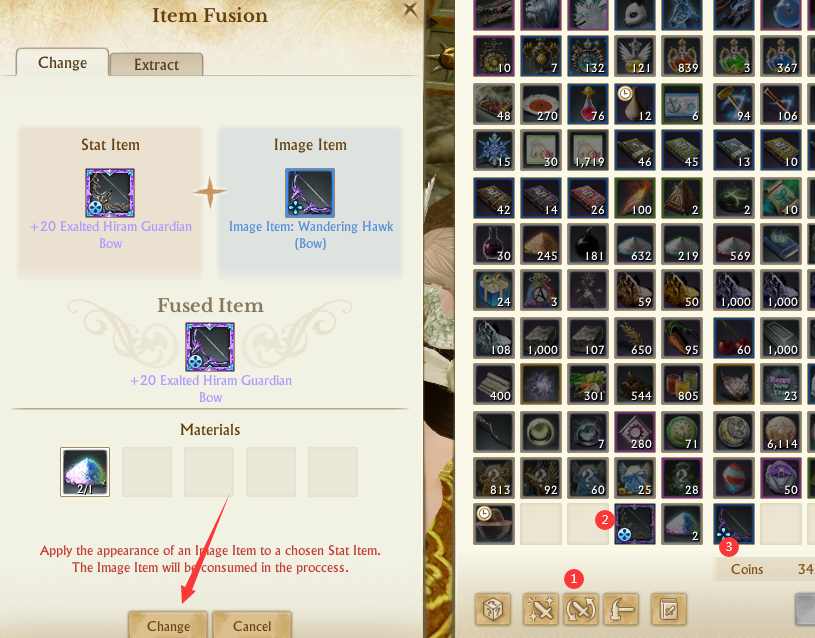 Item Fusion
Change
Extract
Stat Item
Image Item
+20 Exalted Hiram Guardian
Bow
Image Item: Wandering Hawk
(Bow)
Fused Item
+20 Exalted Hiram Guardian
Bow
Materials
2/1
Apply the appearance of an Image Item to a chosen Stat Item.
The Image Item will be consumed in the proccess.
Change
Cancel
10 7 132 121 839 3 367
48 270 76 12 6 94 106
15 30 1,719 46 45 13 10
42 14 26 100 2 2 10
30 245 181 632 219 569
24 3 59 50 1,000 1,000
108 1,000 107 650 95 60 1,000
400 301 544 805 23
7 280 71 6,114
813 92 60 25 28 50
2
2
3
1
Coins 34